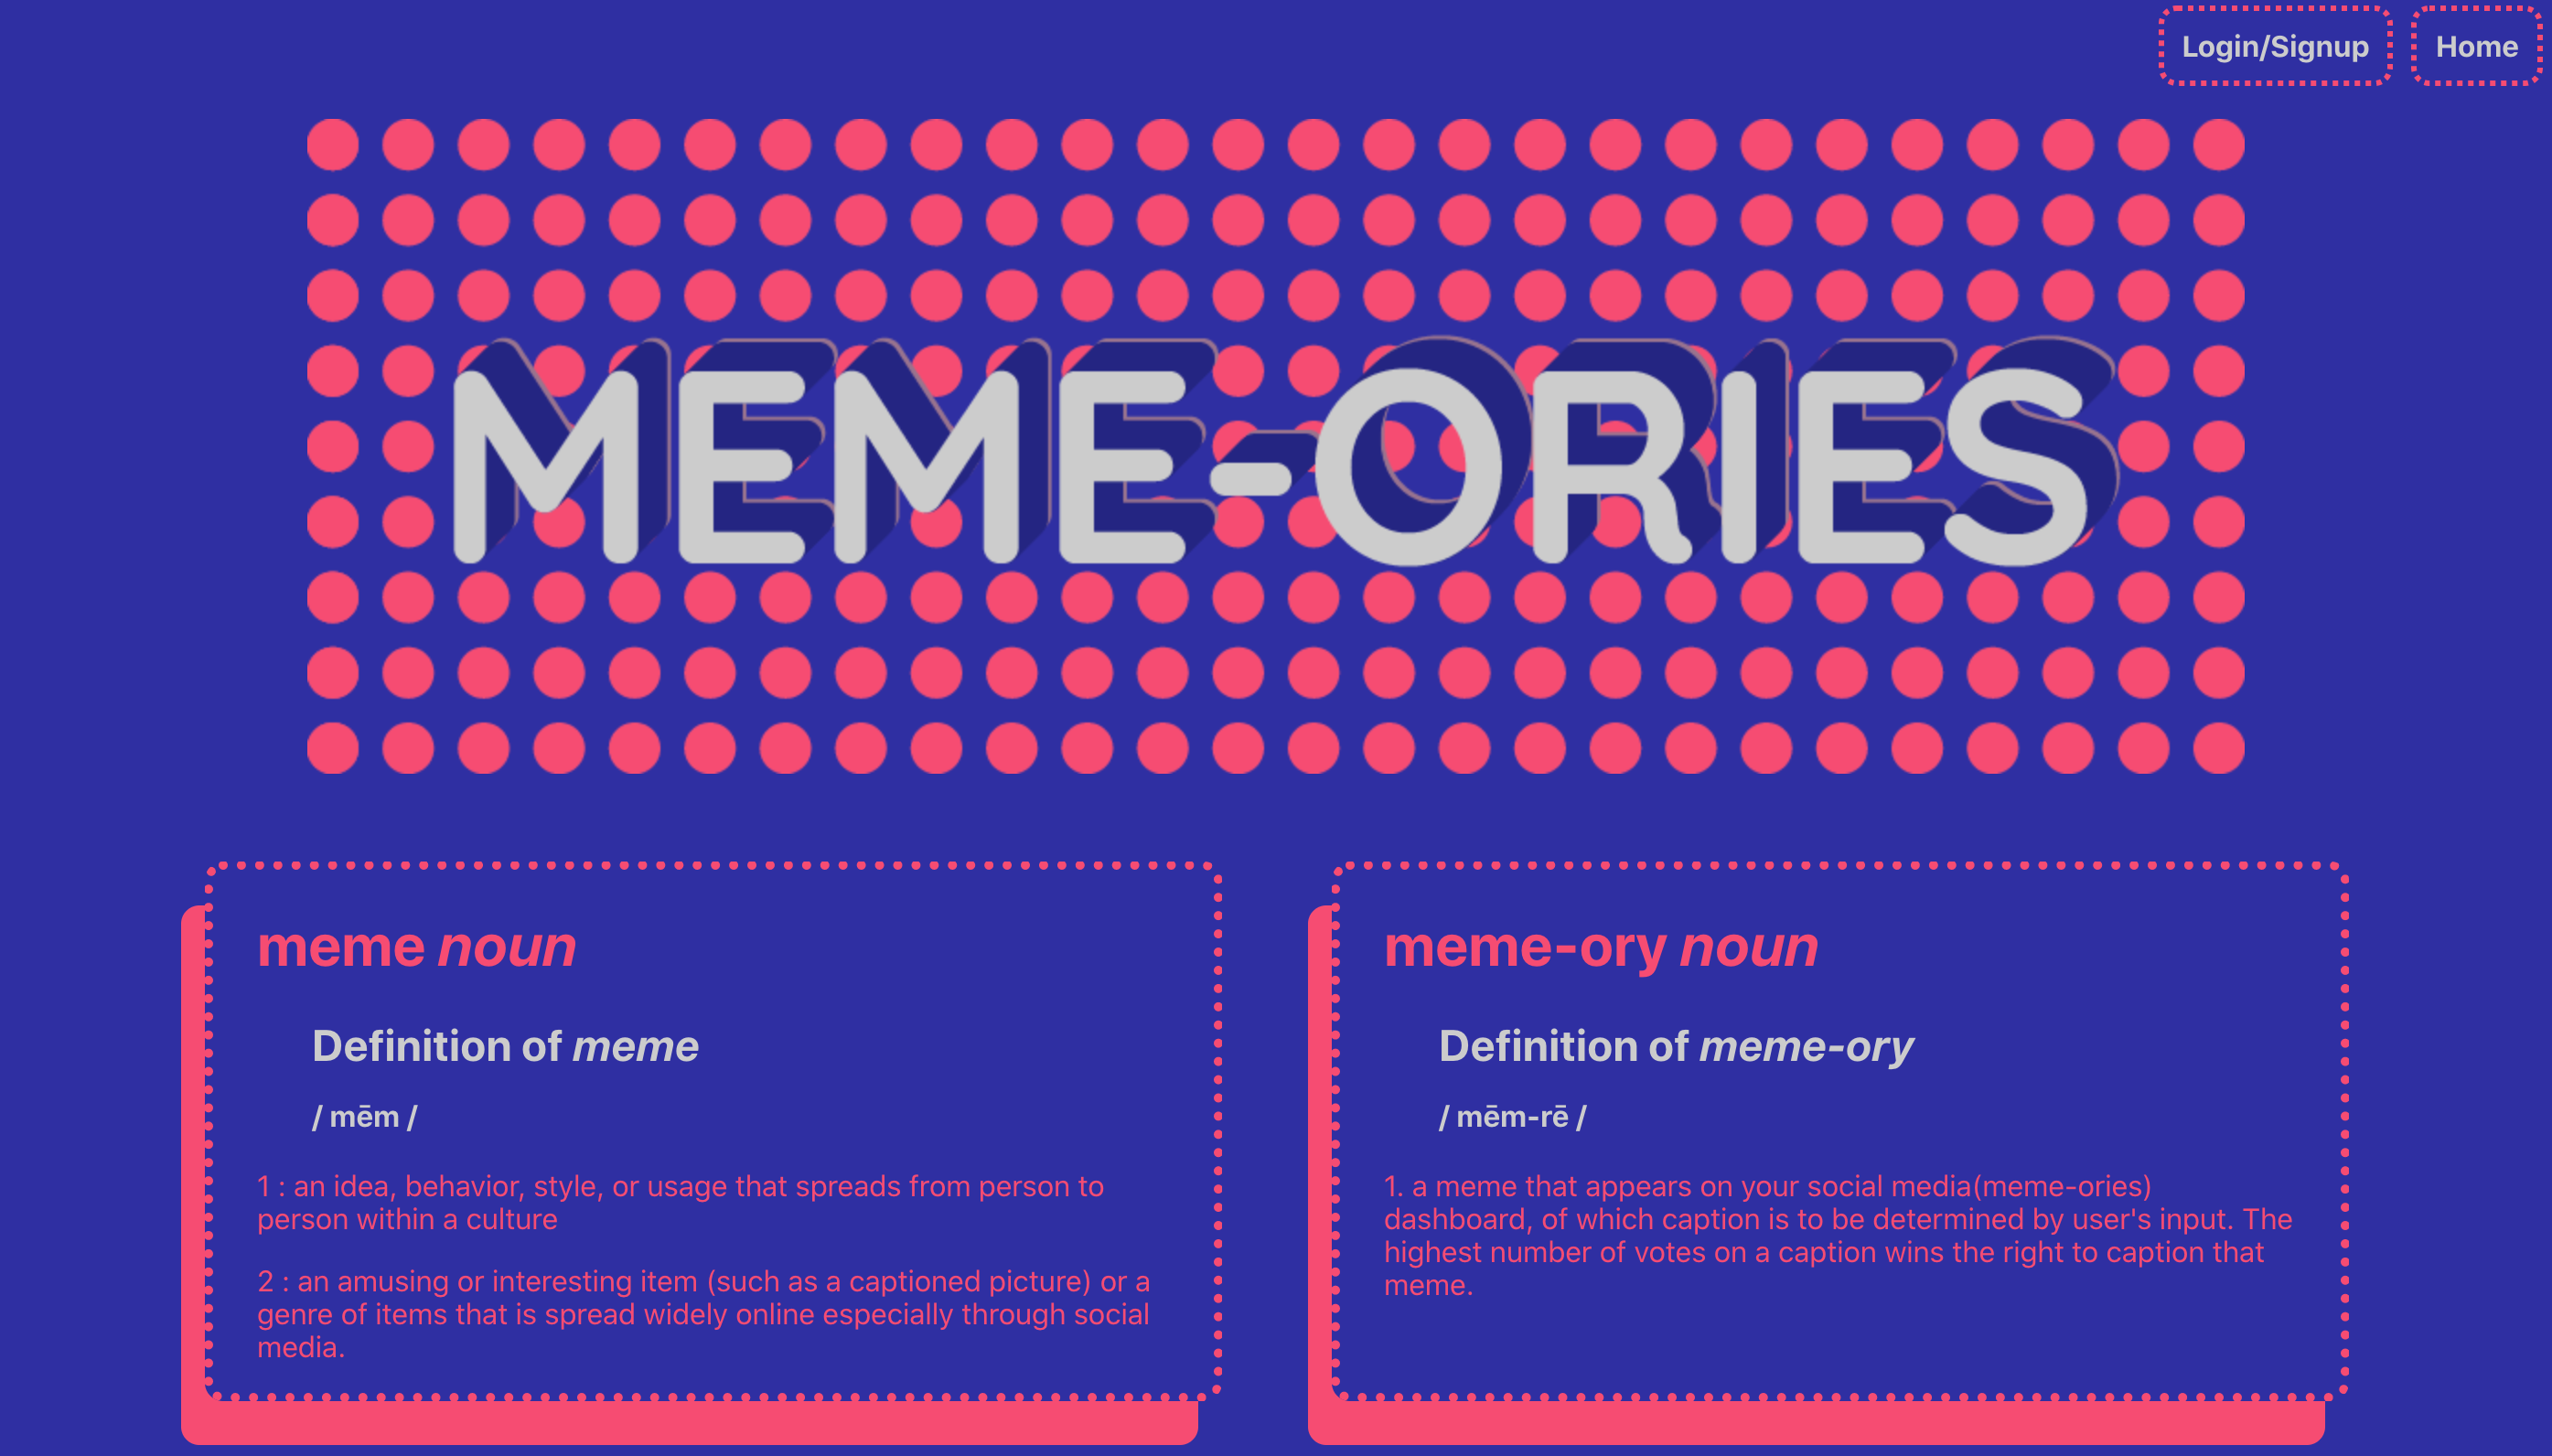 Login/Signup Home
MEME-ORIES
meme noun
Definition of meme
/ mēm /
1 : an idea, behavior, style, or usage that spreads from person to
person within a culture
2 : an amusing or interesting item (such as a captioned picture) or a
genre of items that is spread widely online especially through social
media.
meme-ory noun
Definition of meme-ory
/ mēm-rē /
1. a meme that appears on your social media(meme-ories)
dashboard, of which caption is to be determined by user's input. The
highest number of votes on a caption wins the right to caption that
meme.